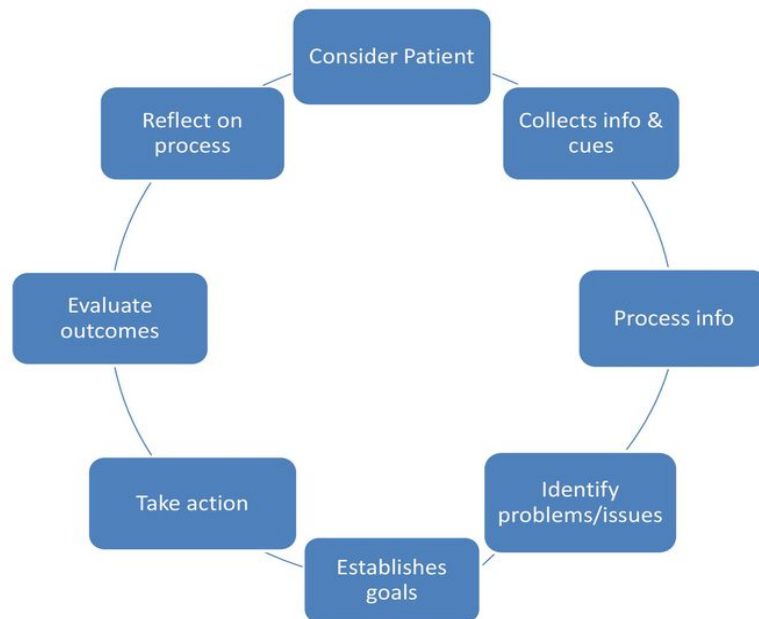 Consider Patient
Collects info &
cues
Process info
Identify
problems/issues
Establishes
goals
Take action
Evaluate
outcomes
Reflect on
process